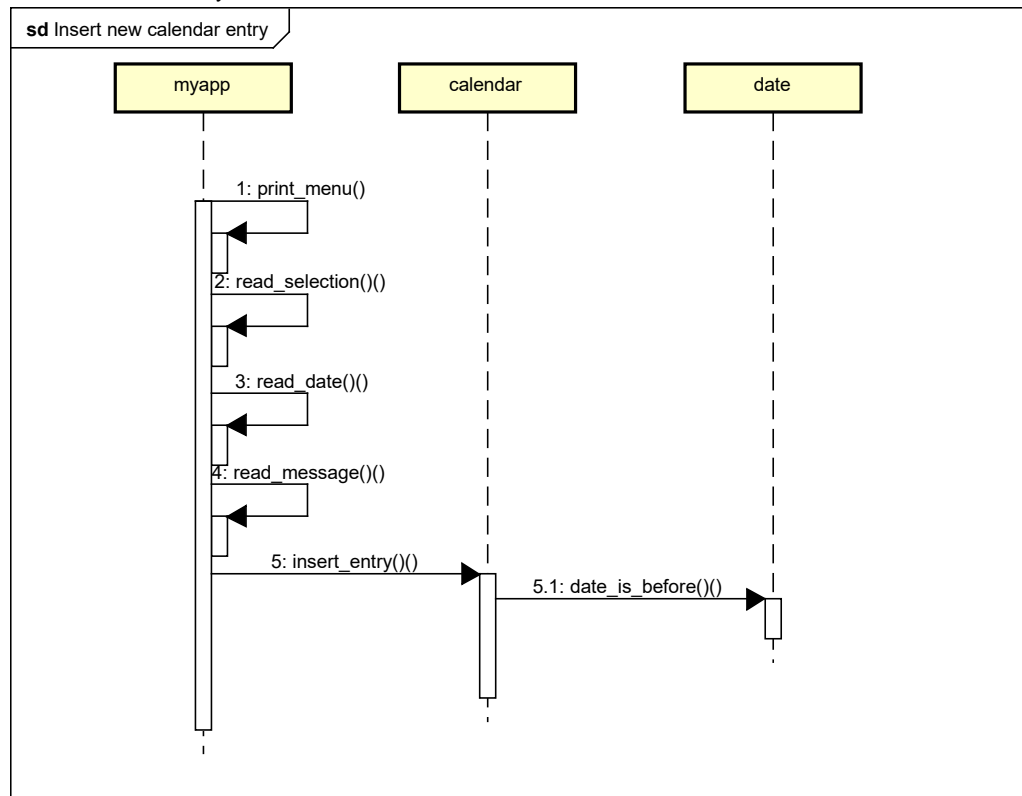 sd Insert new calendar entry
myapp
calendar
date
1: print_menu()
2: read_selection()()
3: read_date()()
4: read_message()()
5: insert_entry()()
5.1: date_is_before()()